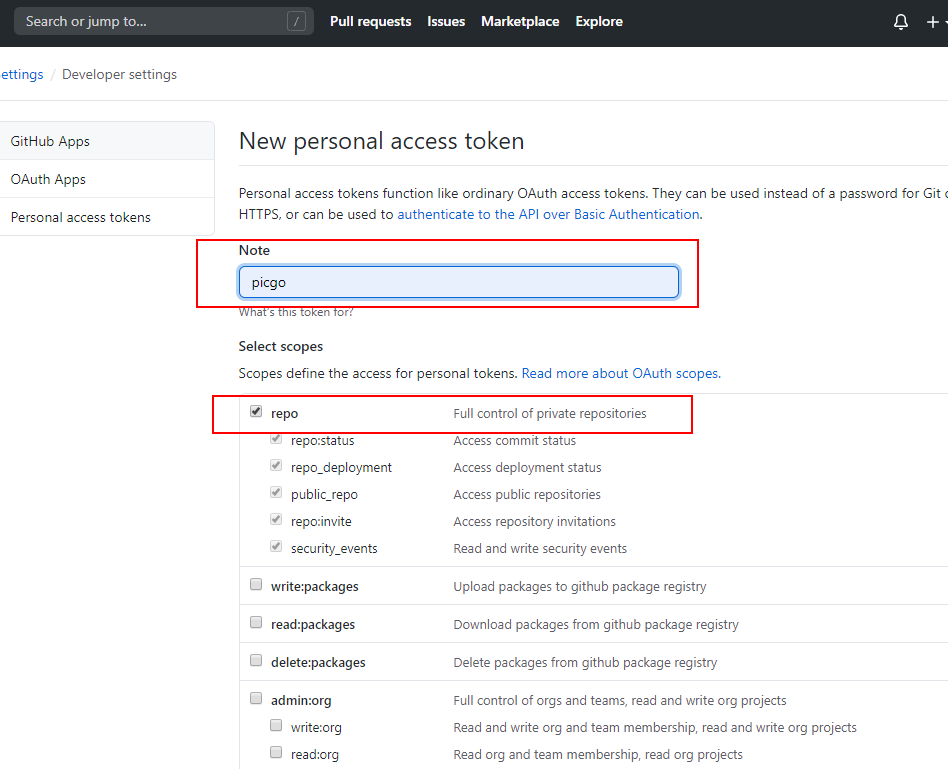 Search or jump to... / Pull requests Issues Marketplace Explore
ettings / Developer settings
GitHub Apps
OAuth Apps
Personal access tokens
New personal access token
Personal access tokens function like ordinary OAuth access tokens. They can be used instead of a password for Git
HTTPS, or can be used to authenticate to the API over Basic Authentication.
Note
picgo
What's this token for?
Select scopes
Scopes define the access for personal tokens. Read more about OAuth scopes.
repo Full control of private repositories
repo:status Access commit status
repo_deployment Access deployment status
public_repo Access public repositories
repo:invite Access repository invitations
security_events Read and write security events
write:packages Upload packages to github package registry
read:packages Download packages from github package registry
delete:packages Delete packages from github package registry
admin:org Full control of orgs and teams, read and write org projects
write:org Read and write org and team membership, read and write org projects
read:org Read org and team membership, read org projects